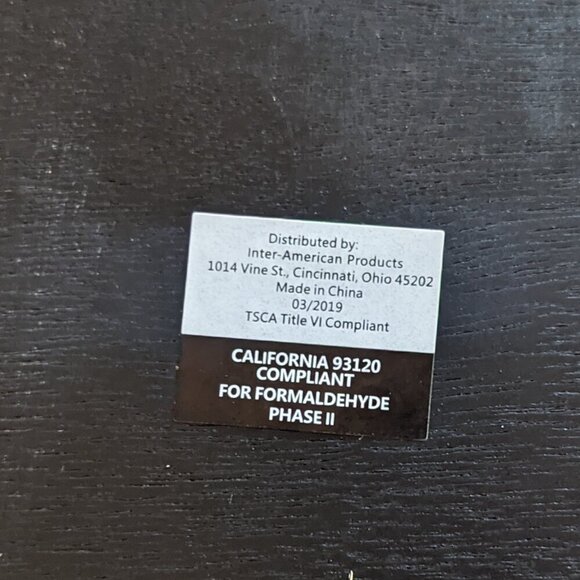 Distributed by:
Inter-American Products
1014 Vine St., Cincinnati, Ohio 45202
Made in China
03/2019
TSCA Title VI Compliant
CALIFORNIA 93120
COMPLIANT
FOR FORMALDEHYDE
PHASE II